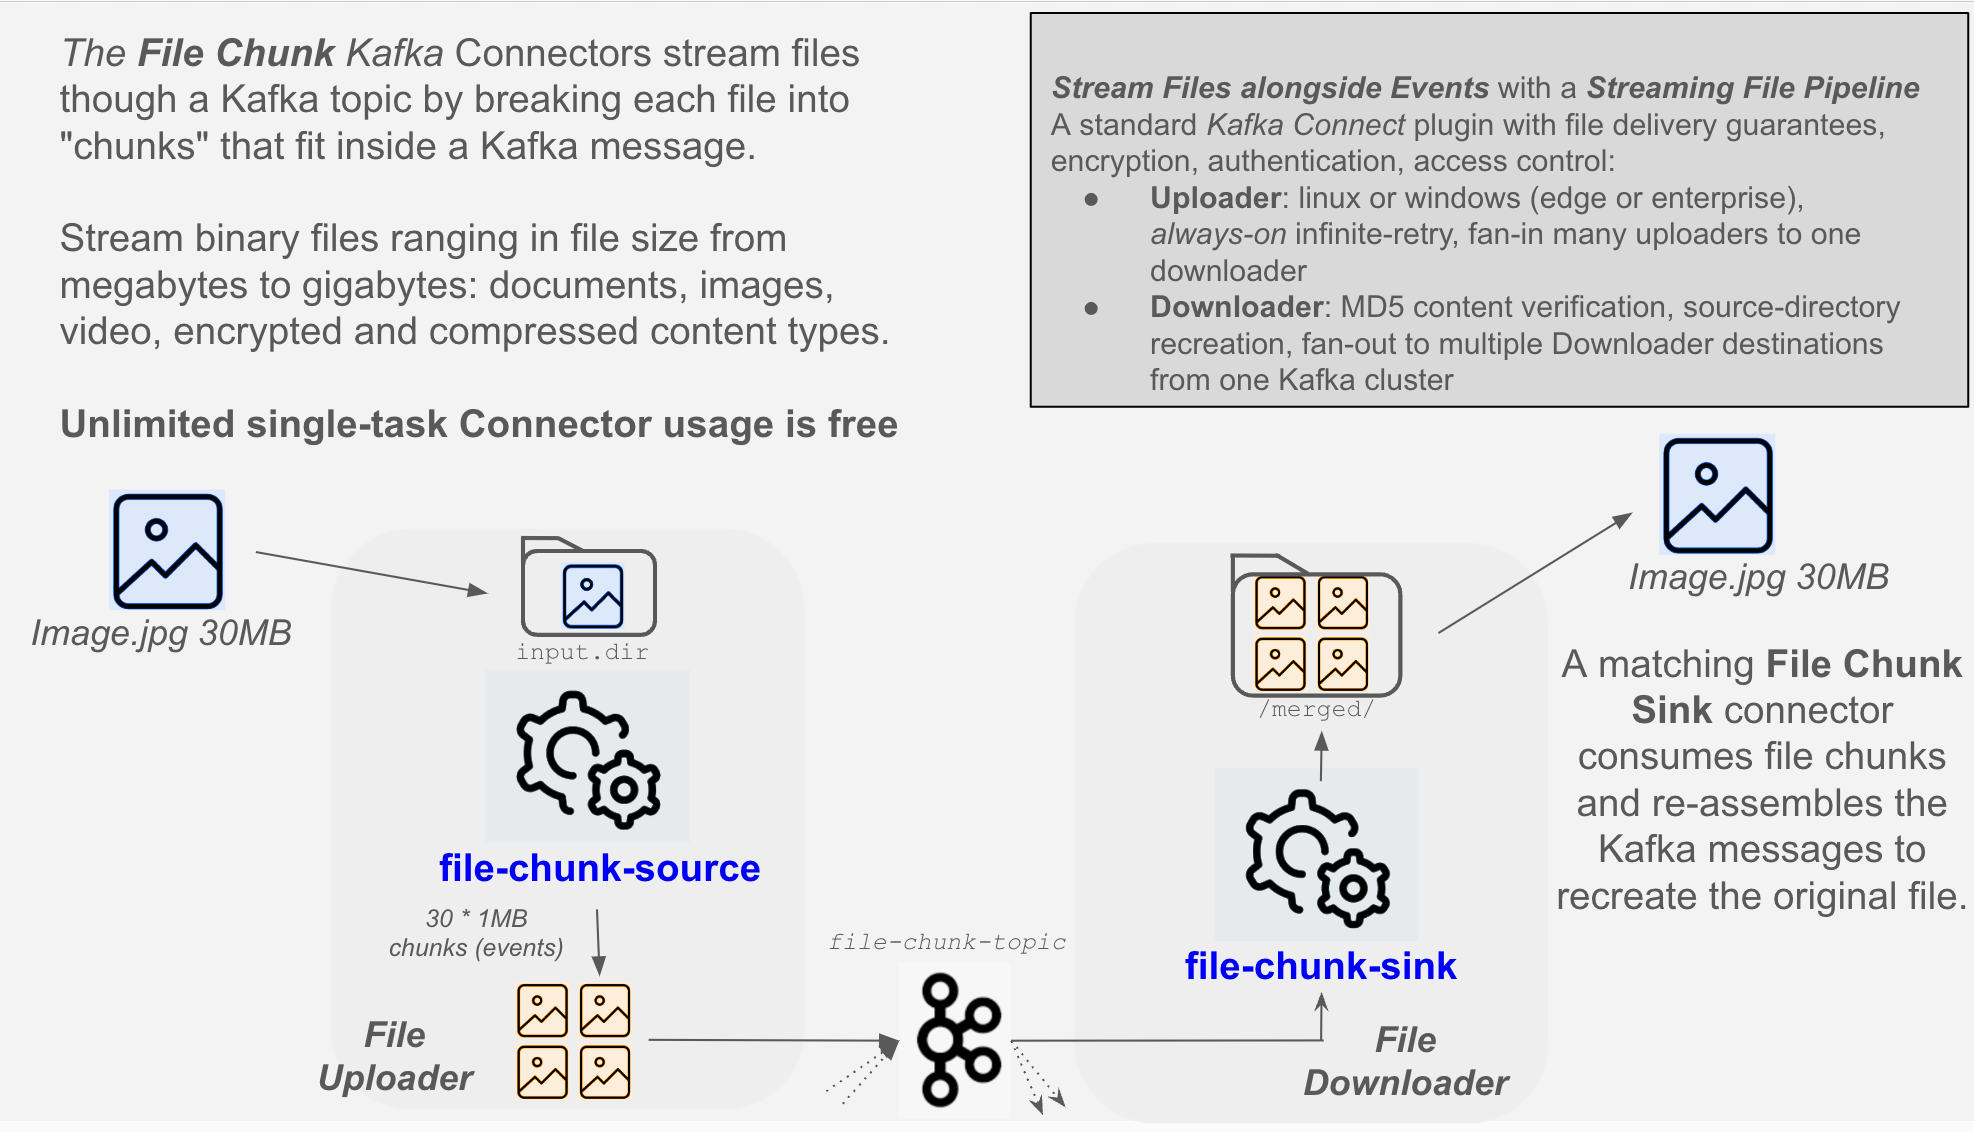 The File Chunk Kafka Connectors stream files
though a Kafka topic by breaking each file into
"chunks" that fit inside a Kafka message.
Stream binary files ranging in file size from
megabytes to gigabytes: documents, images,
video, encrypted and compressed content types.
Unlimited single-task Connector usage is free
Stream Files alongside Events with a Streaming File Pipeline
A standard Kafka Connect plugin with file delivery guarantees,
encryption, authentication, access control:
● Uploader: linux or windows (edge or enterprise),
always-on infinite-retry, fan-in many uploaders to one
downloader
● Downloader: MD5 content verification, source-directory
recreation, fan-out to multiple Downloader destinations
from one Kafka cluster
Image.jpg 30MB
input.dir
file-chunk-source
30 * 1MB
chunks (events)
File
Uploader
file-chunk-topic
/merged/
file-chunk-sink
File
Downloader
Image.jpg 30MB
A matching File Chunk
Sink connector
consumes file chunks
and re-assembles the
Kafka messages to
recreate the original file.